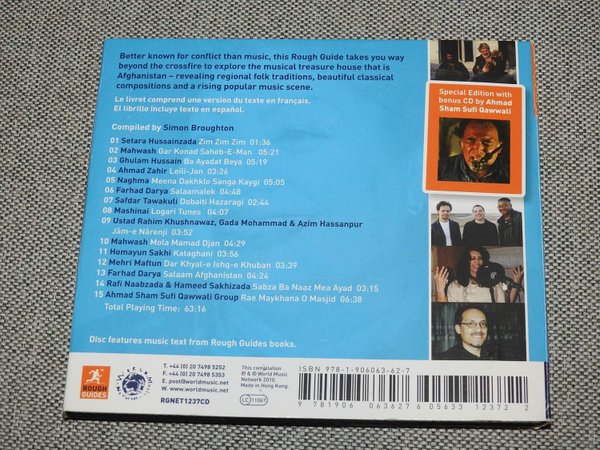 Better known for conflict than music, this Rough Guide takes you way
beyond the crossfire to explore the musical treasure house that is
Afghanistan – revealing regional folk traditions, beautiful classical
compositions and a rising popular music scene.
Le livret comprend une version du texte en français.
El librillo incluye texto en español.
Compiled by Simon Broughton
01 Setara Hussainzada Zim Zim Zim 01:36
02 Mahwash Gar Konad Saheb-E-Man 05:21
03 Ghulam Hussain Ba Ayadat Beya 05:19
04 Ahmad Zahir Leili-Jan 03:26
05 Naghma Meena Dakhklo Sanga Kaygi 05:05
06 Farhad Darya Salaamalek 04:48
07 Safdar Tawakuli Dobaiti Hazaragi 02:44
08 Mashinai Logari Tunes 04:07
09 Ustad Rahim Khushnawaz, Gada Mohammad & Azim Hassanpur
Jām-e Nārenji 03:52
10 Mahwash Mola Mamad Djan 04:29
11 Homayun Sakhi Kataghani 03:56
12 Mehri Maftun Dar Khyal-e Ishq-e Khuban 03:39
13 Farhad Darya Salaam Afghanistan 04:24
14 Rafi Naabzada & Hameed Sakhizada Sabza Ba Naaz Mea Ayad 03:15
15 Ahmad Sham Sufi Qawwali Group Rae Maykhana O Masjid 06:38
Total Playing Time: 63:16
Disc features music text from Rough Guides books.
Special Edition with
bonus CD by Ahmad
Sham Sufi Qawwali
ROUGH
GUIDES
T. +44 (0) 20 7498 5252
F. +44 (0) 20 7498 5353
E. post@worldmusic.net
W. worldmusic.net
RGNET1237CD
This compilation
℗ & © World Music
Network 2010.
Made in Hong Kong.
LC 11067
ISBN 978-1-906063-62-7
9 781906 063627 05633 12372 2